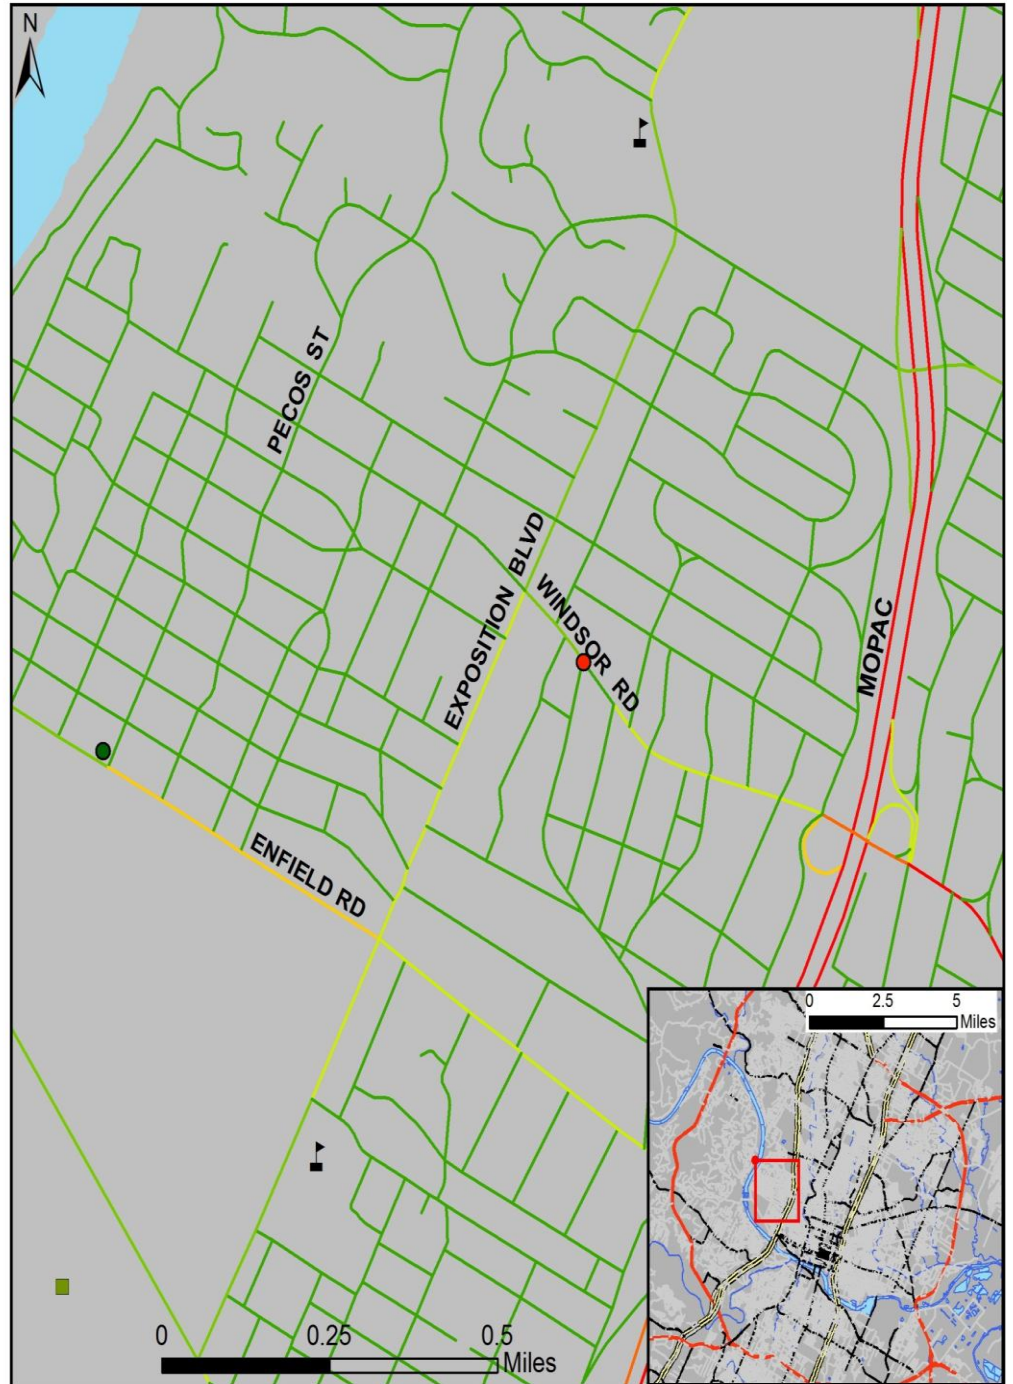 N
PECOS ST
EXPOSITION BLVD
WINDSOR RD
MOPAC
ENFIELD RD
0 2.5 5
Miles
0 0.25 0.5
Miles